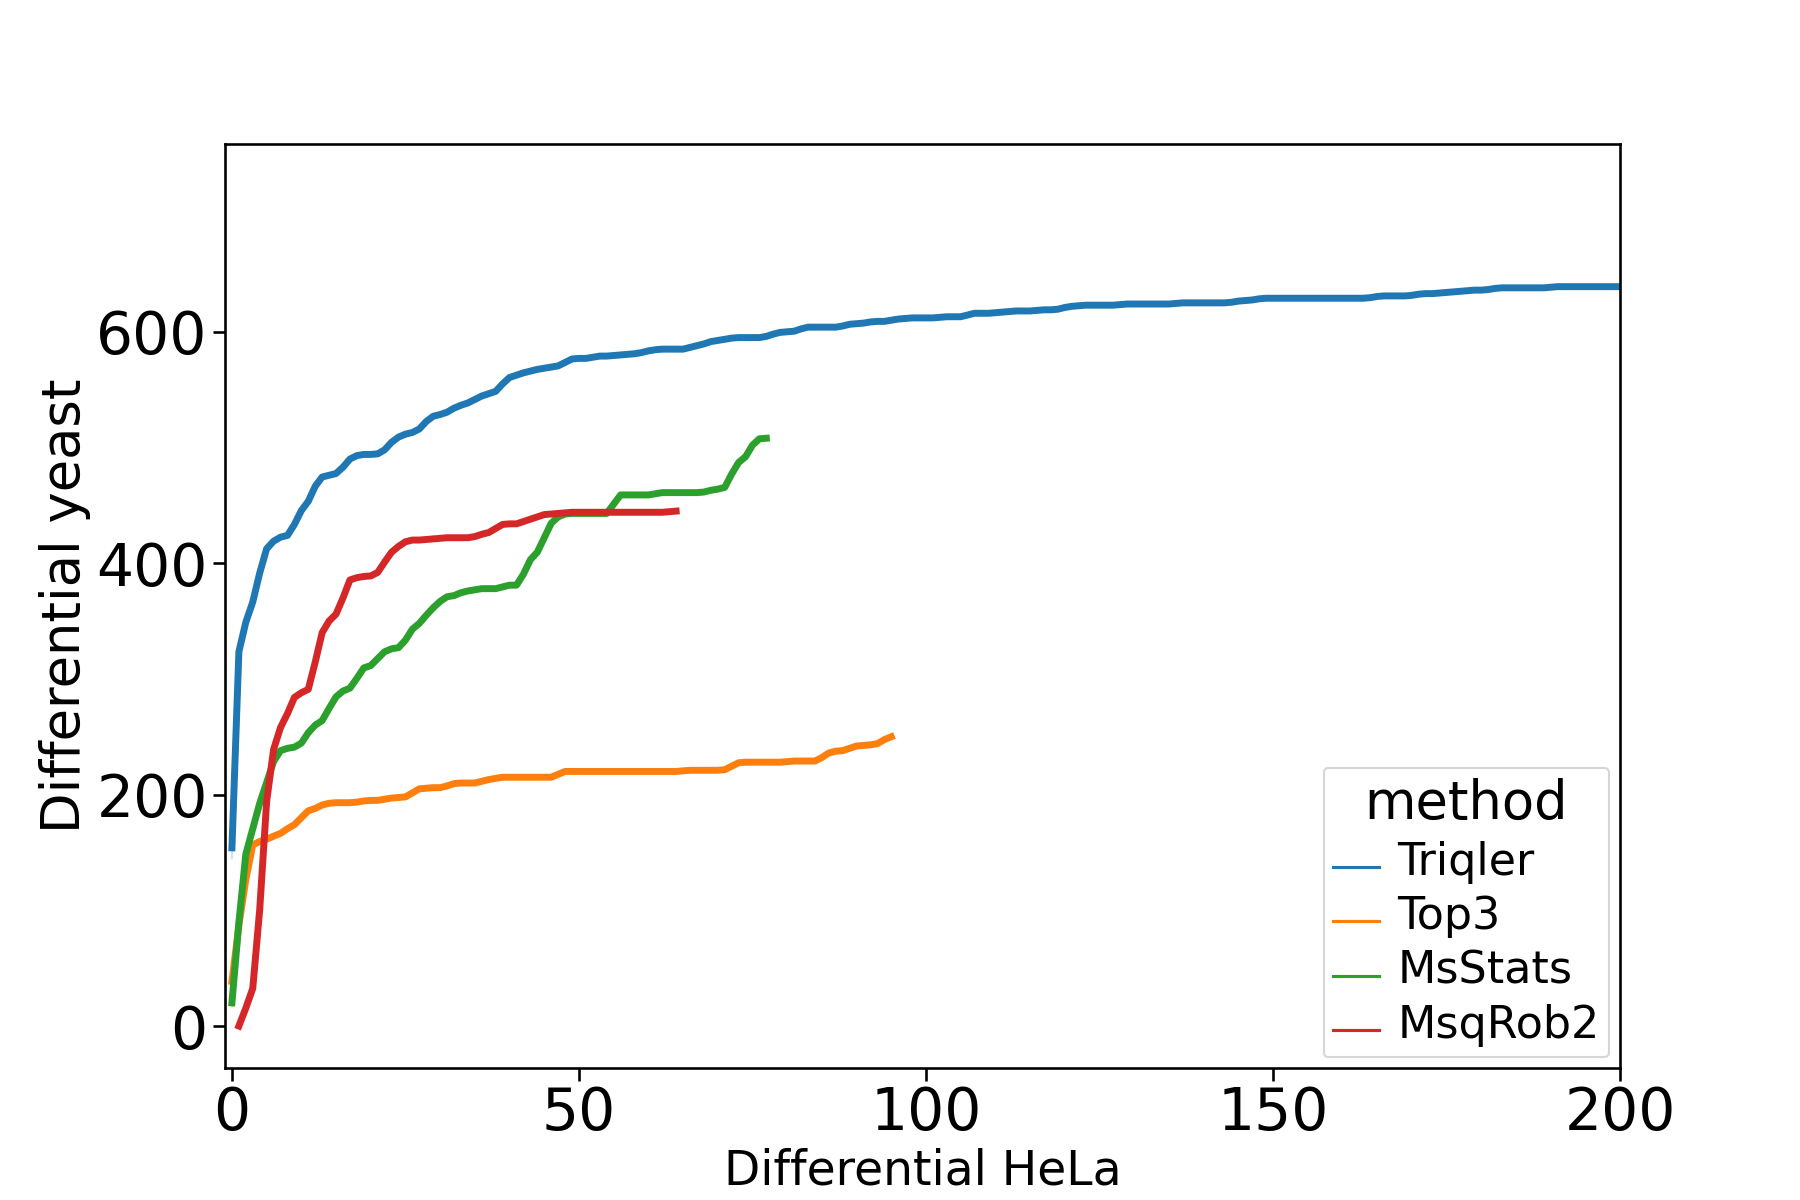 600
400
200
0
Differential yeast
0
50
100
150
200
Differential HeLa
method
Triqler
Top3
MsStats
MsqRob2